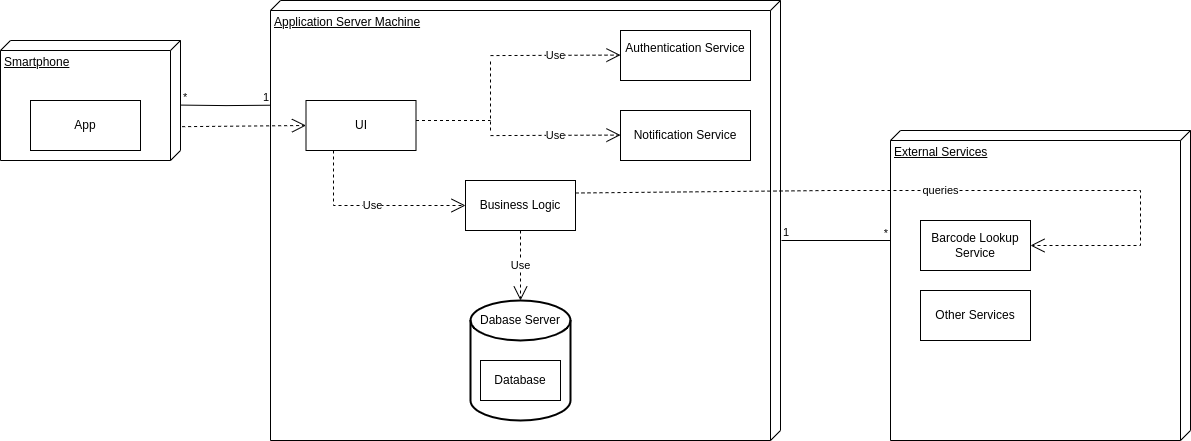 Application Server Machine
Smartphone
App
*
1
UI
Use
Authentication Service
Use
Notification Service
Use
Business Logic
Use
Dabase Server
Database
External Services
queries
1
*
Barcode Lookup
Service
Other Services